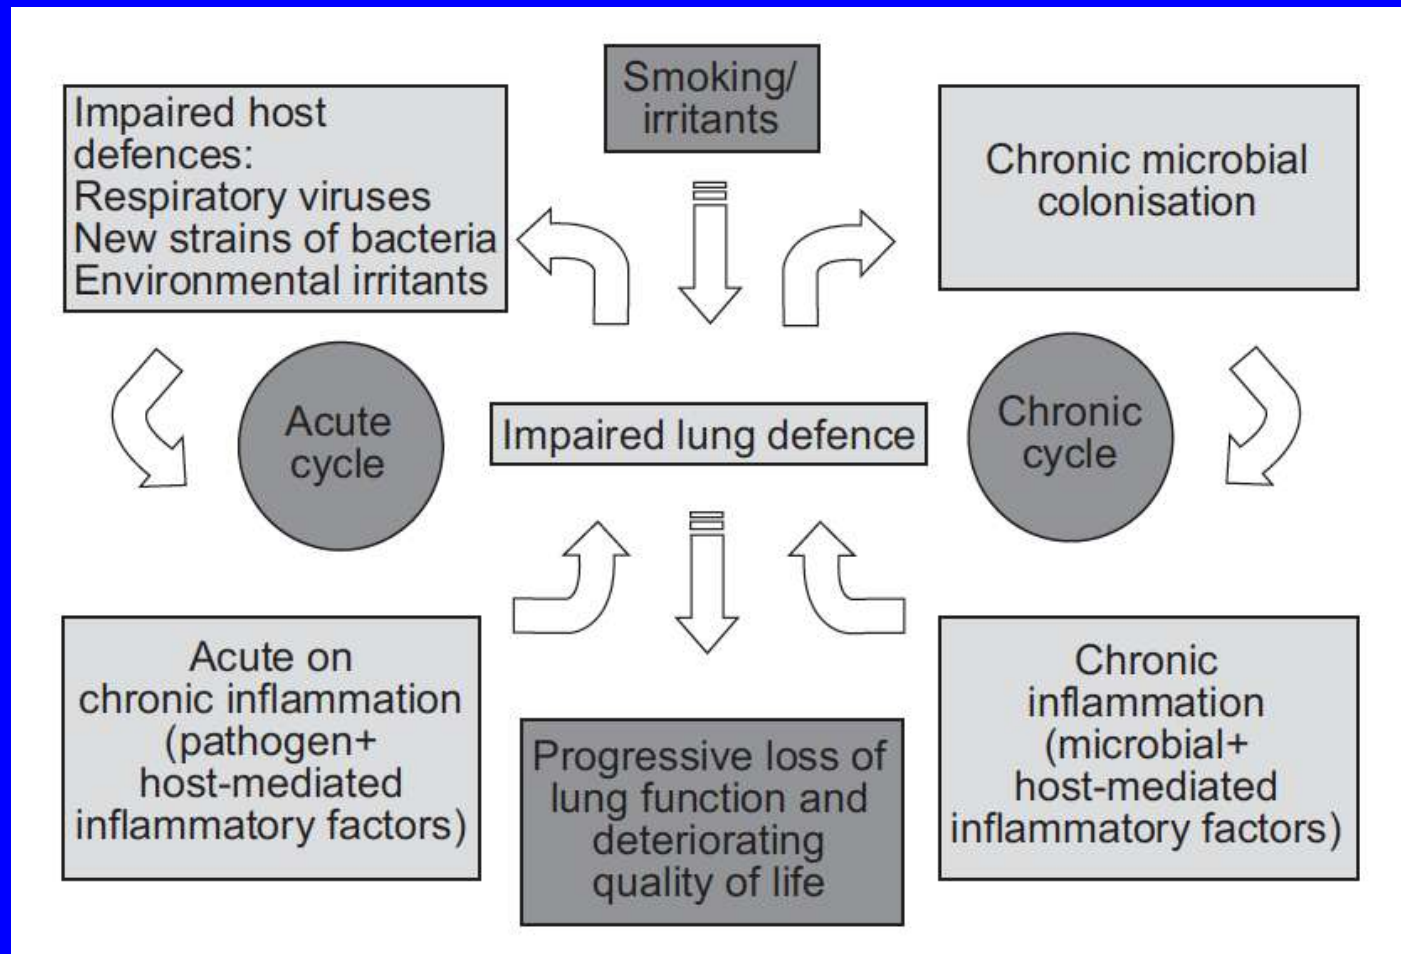 Smoking/
irritants
Impaired host
defences:
Respiratory viruses
New strains of bacteria
Environmental irritants
Chronic microbial
colonisation
Acute
cycle
Impaired lung defence
Chronic
cycle
Acute on
chronic inflammation
(pathogen+
host-mediated
inflammatory factors)
Progressive loss of
lung function and
deteriorating
quality of life
Chronic
inflammation
(microbial+
host-mediated
inflammatory factors)